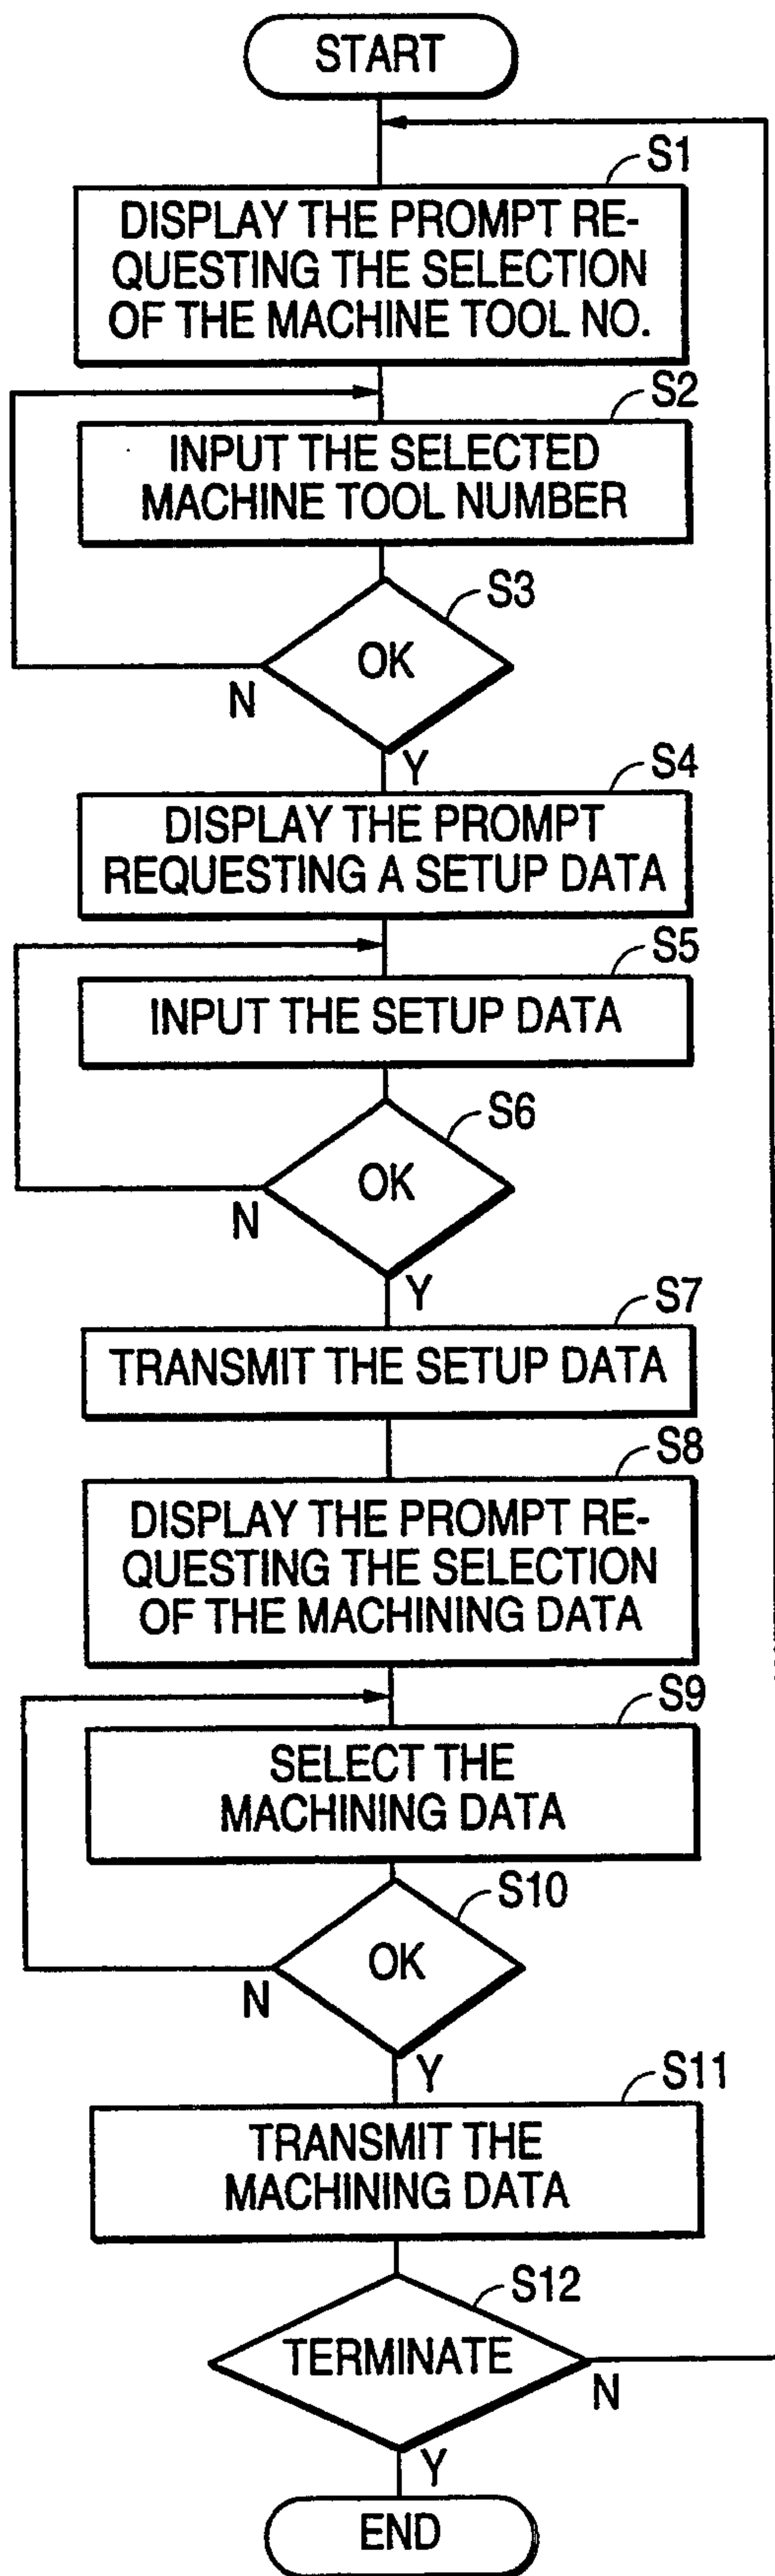 START
S1
DISPLAY THE PROMPT RE-
QUESTING THE SELECTION
OF THE MACHINE TOOL NO.
S2
INPUT THE SELECTED
MACHINE TOOL NUMBER
S3
OK
N
Y
S4
DISPLAY THE PROMPT
REQUESTING A SETUP DATA
S5
INPUT THE SETUP DATA
S6
OK
N
Y
S7
TRANSMIT THE SETUP DATA
S8
DISPLAY THE PROMPT RE-
QUESTING THE SELECTION
OF THE MACHINING DATA
S9
SELECT THE
MACHINING DATA
S10
OK
N
Y
S11
TRANSMIT THE
MACHINING DATA
S12
TERMINATE
N
Y
END